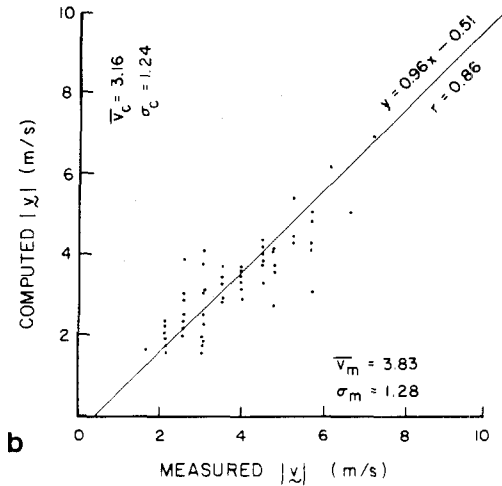 10
8
6
4
2
0
2
4
6
8
10
COMPUTED |v| (m/s)
v̅c = 3.16
σc = 1.24
y = 0.96x − 0.51
r = 0.86
v̅m = 3.83
σm = 1.28
MEASURED |v| (m/s)
b